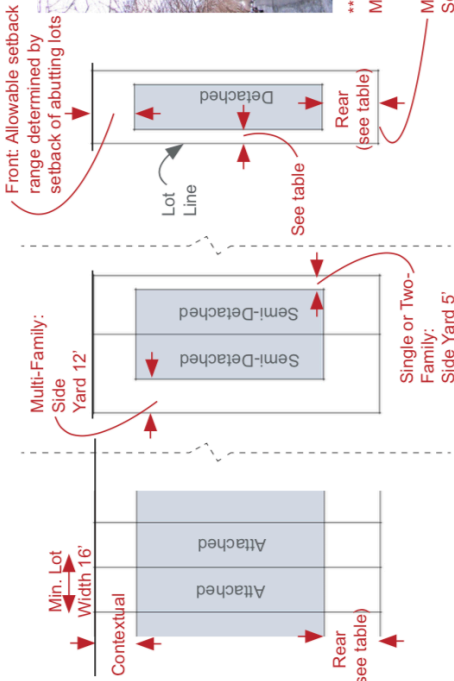 Front: Allowable setback
range determined by
setback of abutting lots
Detached
Rear
(see table)
Lot
Line
See table
**
M
M
Se
Multi-Family:
Side
Yard 12'
Semi-Detached
Semi-Detached
Single or Two-
Family:
Side Yard 5'
Min. Lot
Width 16'
Contextual
Attached
Attached
Rear
(see table)